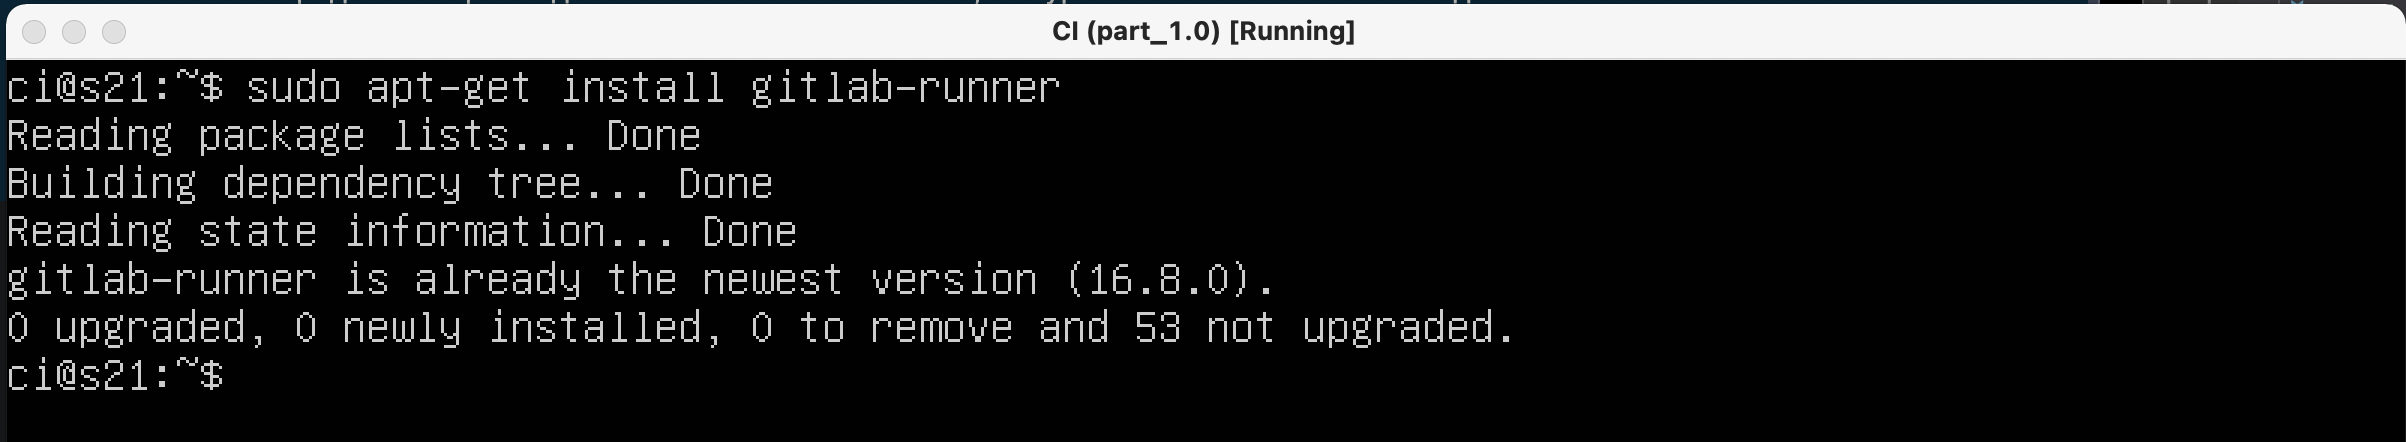 CI (part_1.0) [Running]
ci@s21:~$ sudo apt-get install gitlab-runner
Reading package lists... Done
Building dependency tree... Done
Reading state information... Done
gitlab-runner is already the newest version (16.8.0).
0 upgraded, 0 newly installed, 0 to remove and 53 not upgraded.
ci@s21:~$